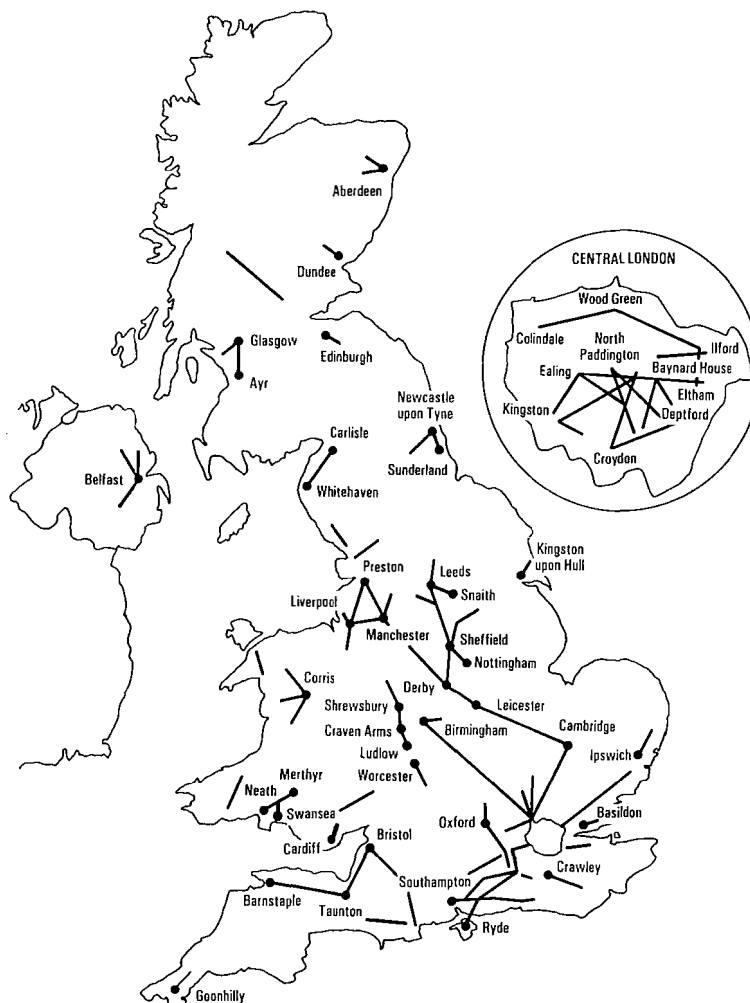 Aberdeen
Dundee
CENTRAL LONDON
Wood Green
Colindale
North
Paddington
Ilford
Baynard House
Ealing
Eltham
Kingston
Deptford
Croydon
Glasgow
Edinburgh
Ayr
Newcastle
upon Tyne
Carlisle
Sunderland
Belfast
Whitehaven
Kingston
upon Hull
Preston
Leeds
Snaith
Liverpool
Manchester
Sheffield
Nottingham
Corris
Derby
Leicester
Shrewsbury
Craven Arms
Birmingham
Cambridge
Ludlow
Ipswich
Worcester
Merthyr
Neath
Swansea
Oxford
Basildon
Cardiff
Bristol
Crawley
Southampton
Barnstaple
Taunton
Ryde
Goonhilly